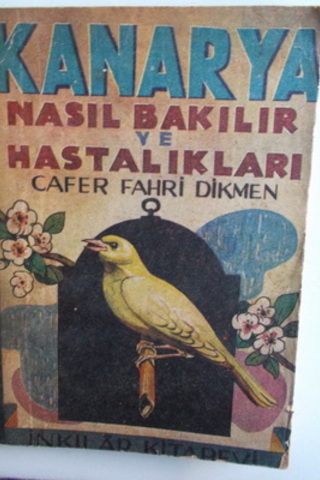 KANARYA
NASIL BAKILIR
VE
HASTALIKLARI
CAFER FAHRİ DİKMEN
İNKILÂP KİTABEVİ